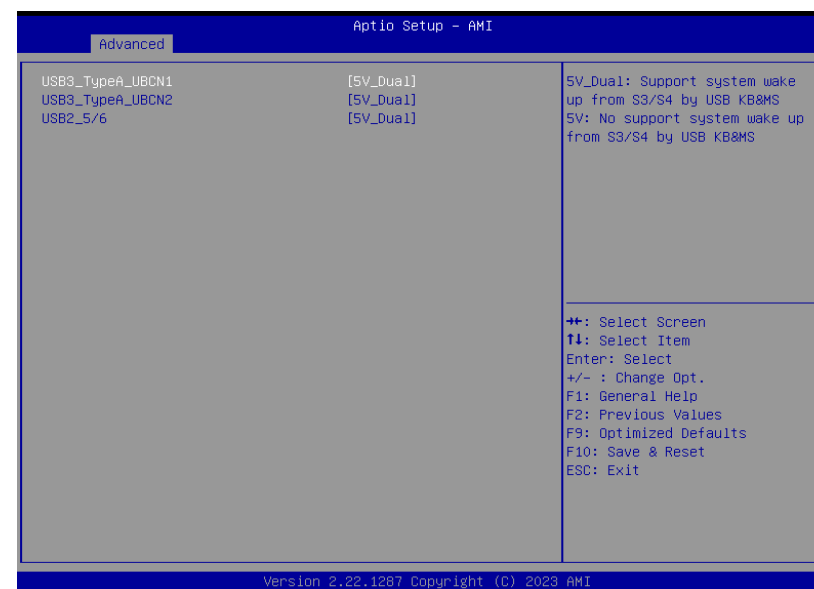 Aptio Setup – AMI
Advanced
USB3_TypeA_UBCN1 [5V_Dual]
USB3_TypeA_UBCN2 [5V_Dual]
USB2_5/6 [5V_Dual]
5V_Dual: Support system wake
up from S3/S4 by USB KB&MS
5V: No support system wake up
from S3/S4 by USB KB&MS
→←: Select Screen
↑↓: Select Item
Enter: Select
+/- : Change Opt.
F1: General Help
F2: Previous Values
F9: Optimized Defaults
F10: Save & Reset
ESC: Exit
Version 2.22.1287 Copyright (C) 2023 AMI